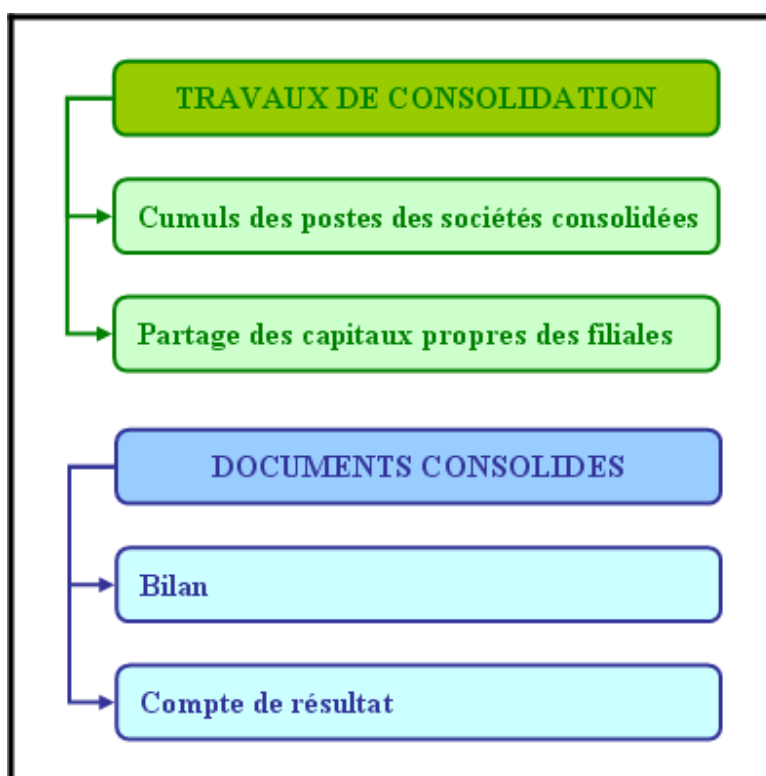 TRAVAUX DE CONSOLIDATION
Cumuls des postes des sociétés consolidées
Partage des capitaux propres des filiales
DOCUMENTS CONSOLIDES
Bilan
Compte de résultat